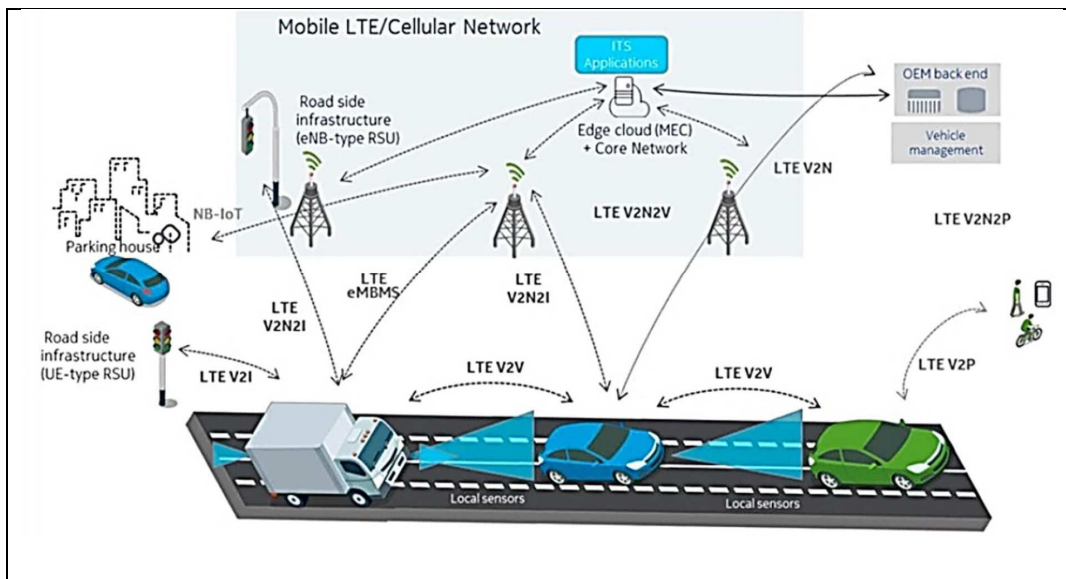 Mobile LTE/Cellular Network
ITS
Applications
OEM back end
Road side
infrastructure
(eNB-type RSU)
Edge cloud (MEC)
+ Core Network
Vehicle
management
LTE V2N
NB-IoT
LTE V2N2V
LTE V2N2P
Parking house
LTE
eMBMS
LTE
V2N2I
LTE
V2N2I
Road side
infrastructure
(UE-type RSU)
LTE V2I
LTE V2V
LTE V2V
LTE V2P
Local sensors
Local sensors